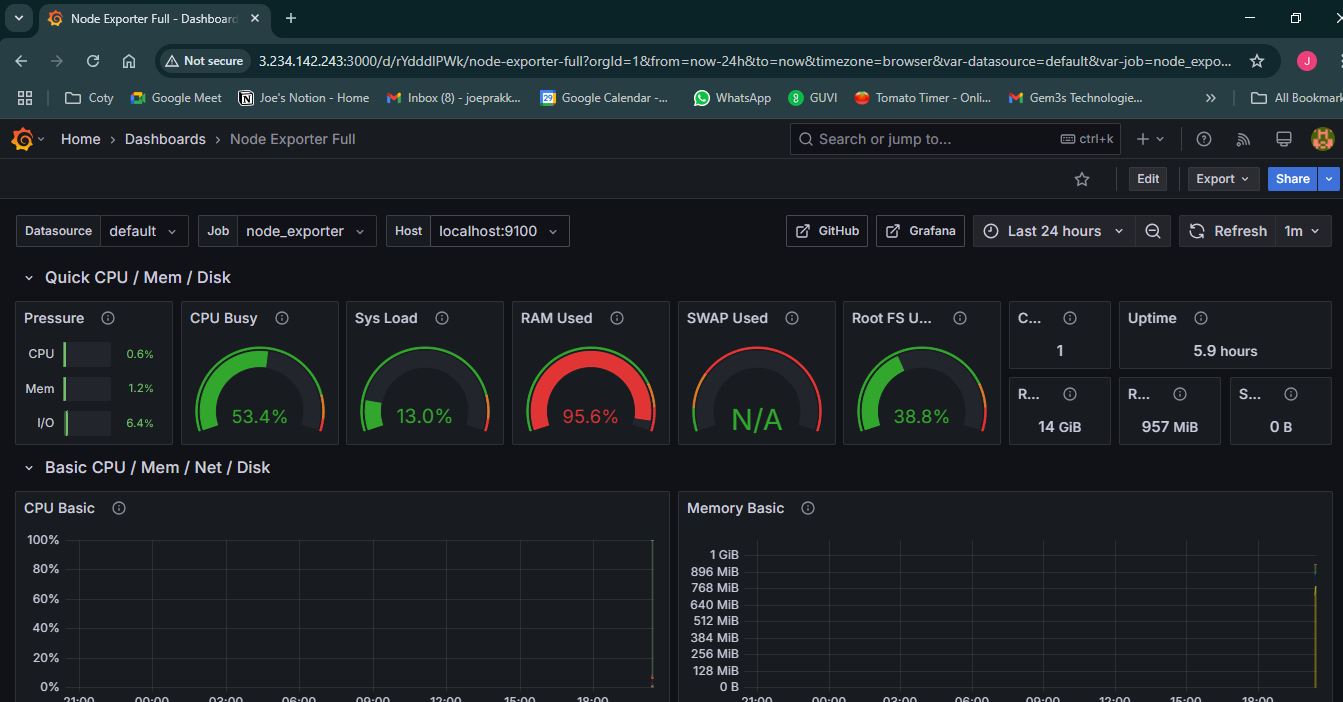 Node Exporter Full - Dashboard
Not secure 3.234.142.243:3000/d/rYdddlPWk/node-exporter-full?orgId=1&from=now-24h&to=now&timezone=browser&var-datasource=default&var-job=node_expo... J
Coty Google Meet Joe's Notion - Home Inbox (8) - joeprakk... Google Calendar -... WhatsApp GUVI Tomato Timer - Onli... Gem3s Technologie... All Bookmark
Home Dashboards Node Exporter Full Search or jump to... ctrl+k
Edit Export Share
Datasource default Job node_exporter Host localhost:9100 GitHub Grafana Last 24 hours Refresh 1m
Quick CPU / Mem / Disk
Pressure CPU Busy Sys Load RAM Used SWAP Used Root FS U... C... Uptime
CPU 0.6% 1 5.9 hours
Mem 1.2% R... R... S...
I/O 6.4% 53.4% 13.0% 95.6% N/A 38.8% 14 GiB 957 MiB 0 B
Basic CPU / Mem / Net / Disk
CPU Basic
100%
80%
60%
40%
20%
0%
21:00 00:00 03:00 06:00 09:00 12:00 15:00 18:00
Memory Basic
1 GiB
896 MiB
768 MiB
640 MiB
512 MiB
384 MiB
256 MiB
128 MiB
0 B
21:00 00:00 03:00 06:00 09:00 12:00 15:00 18:00